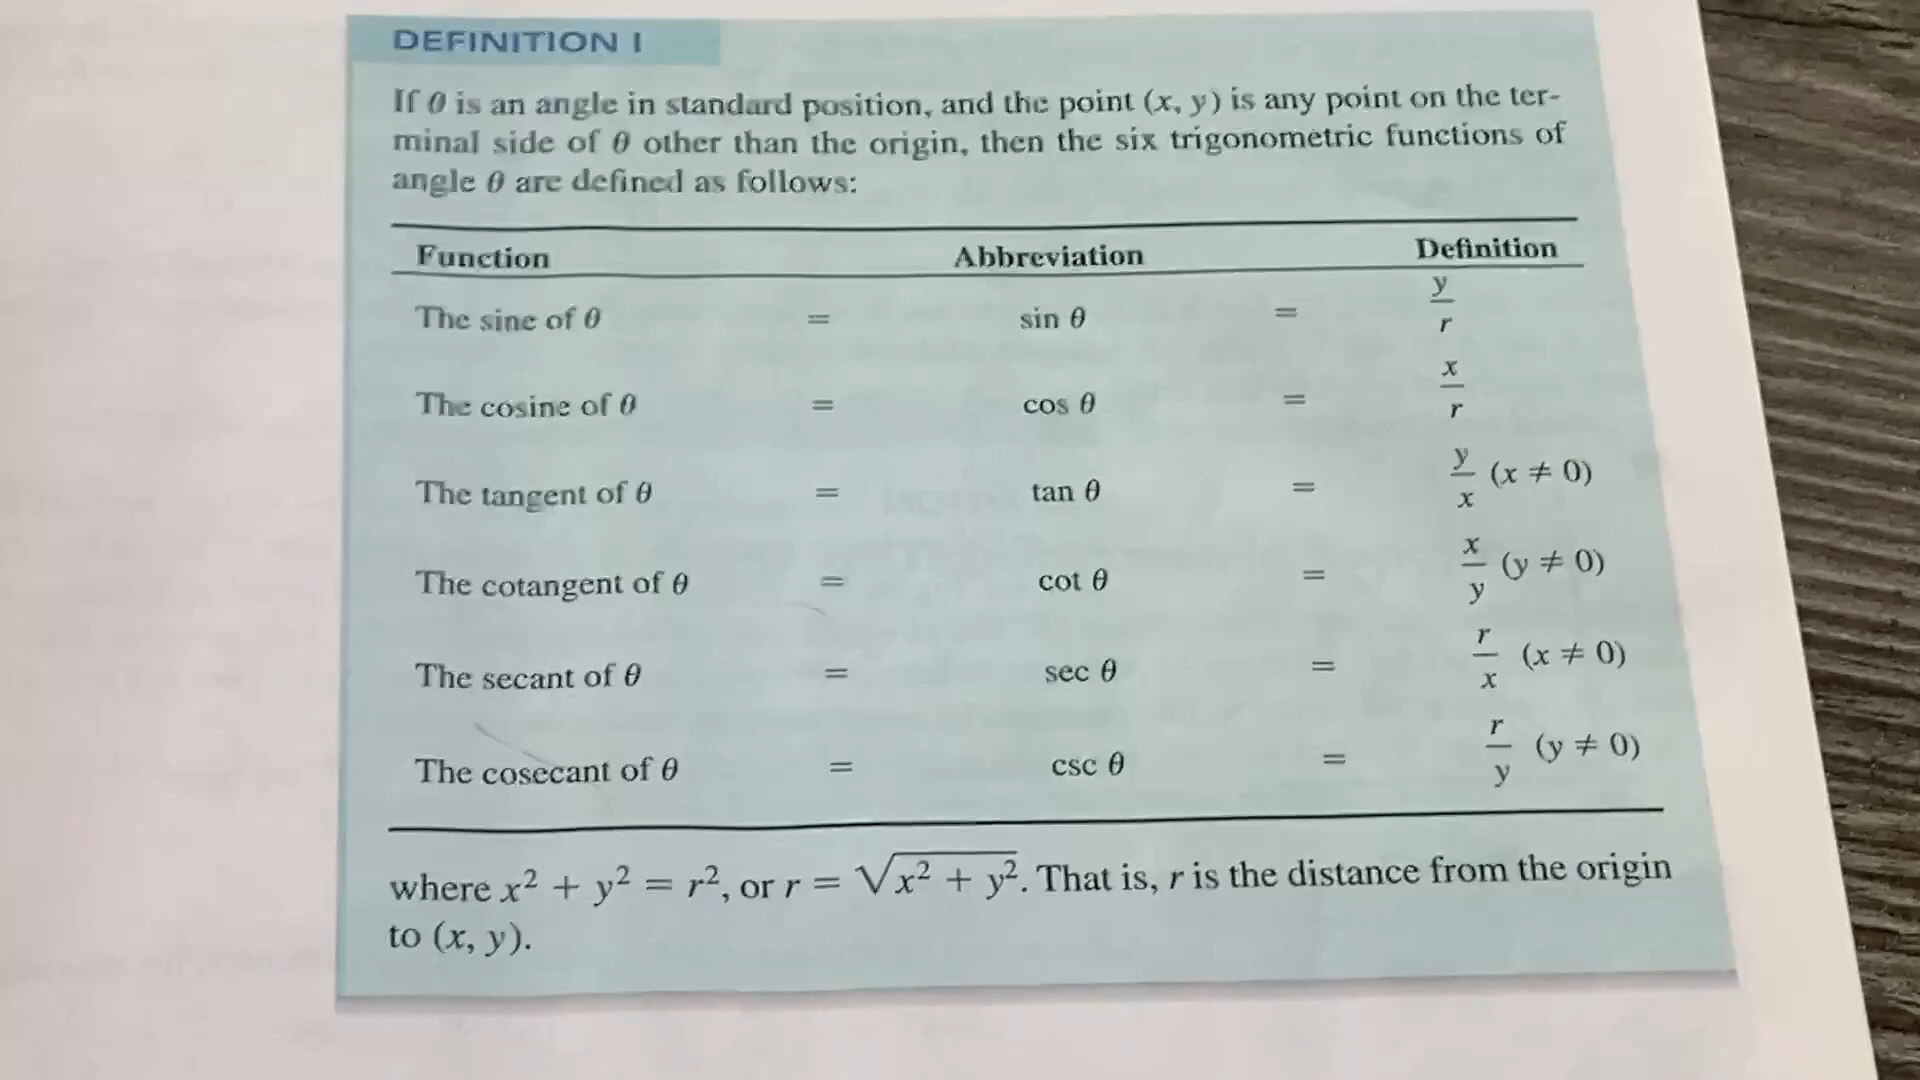 DEFINITION I
If θ is an angle in standard position, and the point (x, y) is any point on the ter-
minal side of θ other than the origin, then the six trigonometric functions of
angle θ are defined as follows:
Function Abbreviation Definition
The sine of θ = sin θ = y/r
The cosine of θ = cos θ = x/r
The tangent of θ = tan θ = y/x (x ≠ 0)
The cotangent of θ = cot θ = x/y (y ≠ 0)
The secant of θ = sec θ = r/x (x ≠ 0)
The cosecant of θ = csc θ = r/y (y ≠ 0)
where x² + y² = r², or r = √(x² + y²). That is, r is the distance from the origin
to (x, y).